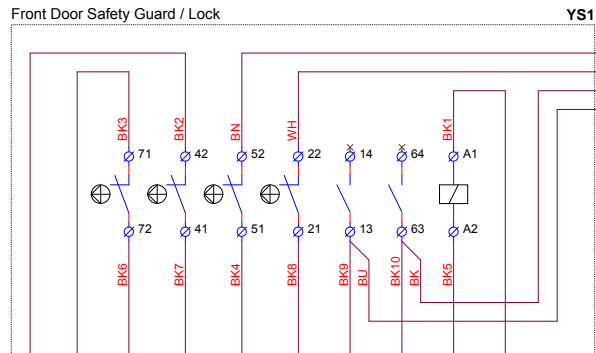 Front Door Safety Guard / Lock YS1
BK3 BK2 BN WH BK1
71 42 52 22 14 64 A1
72 41 51 21 13 63 A2
BK6 BK7 BK4 BK8 BK9 BU BK10 BK BK5